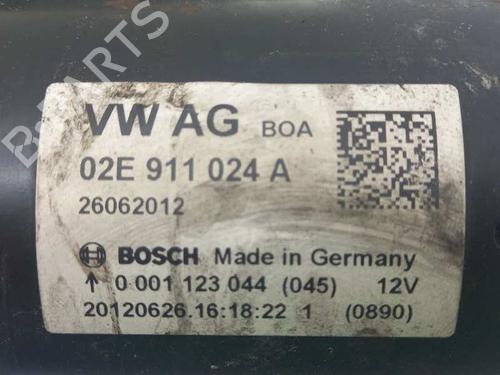 B-PARTS
VW AG BOA
02E 911 024 A
26062012
BOSCH Made in Germany
↑ 0 001 123 044 (045) 12V
20120626.16:18:22 1 (0890)